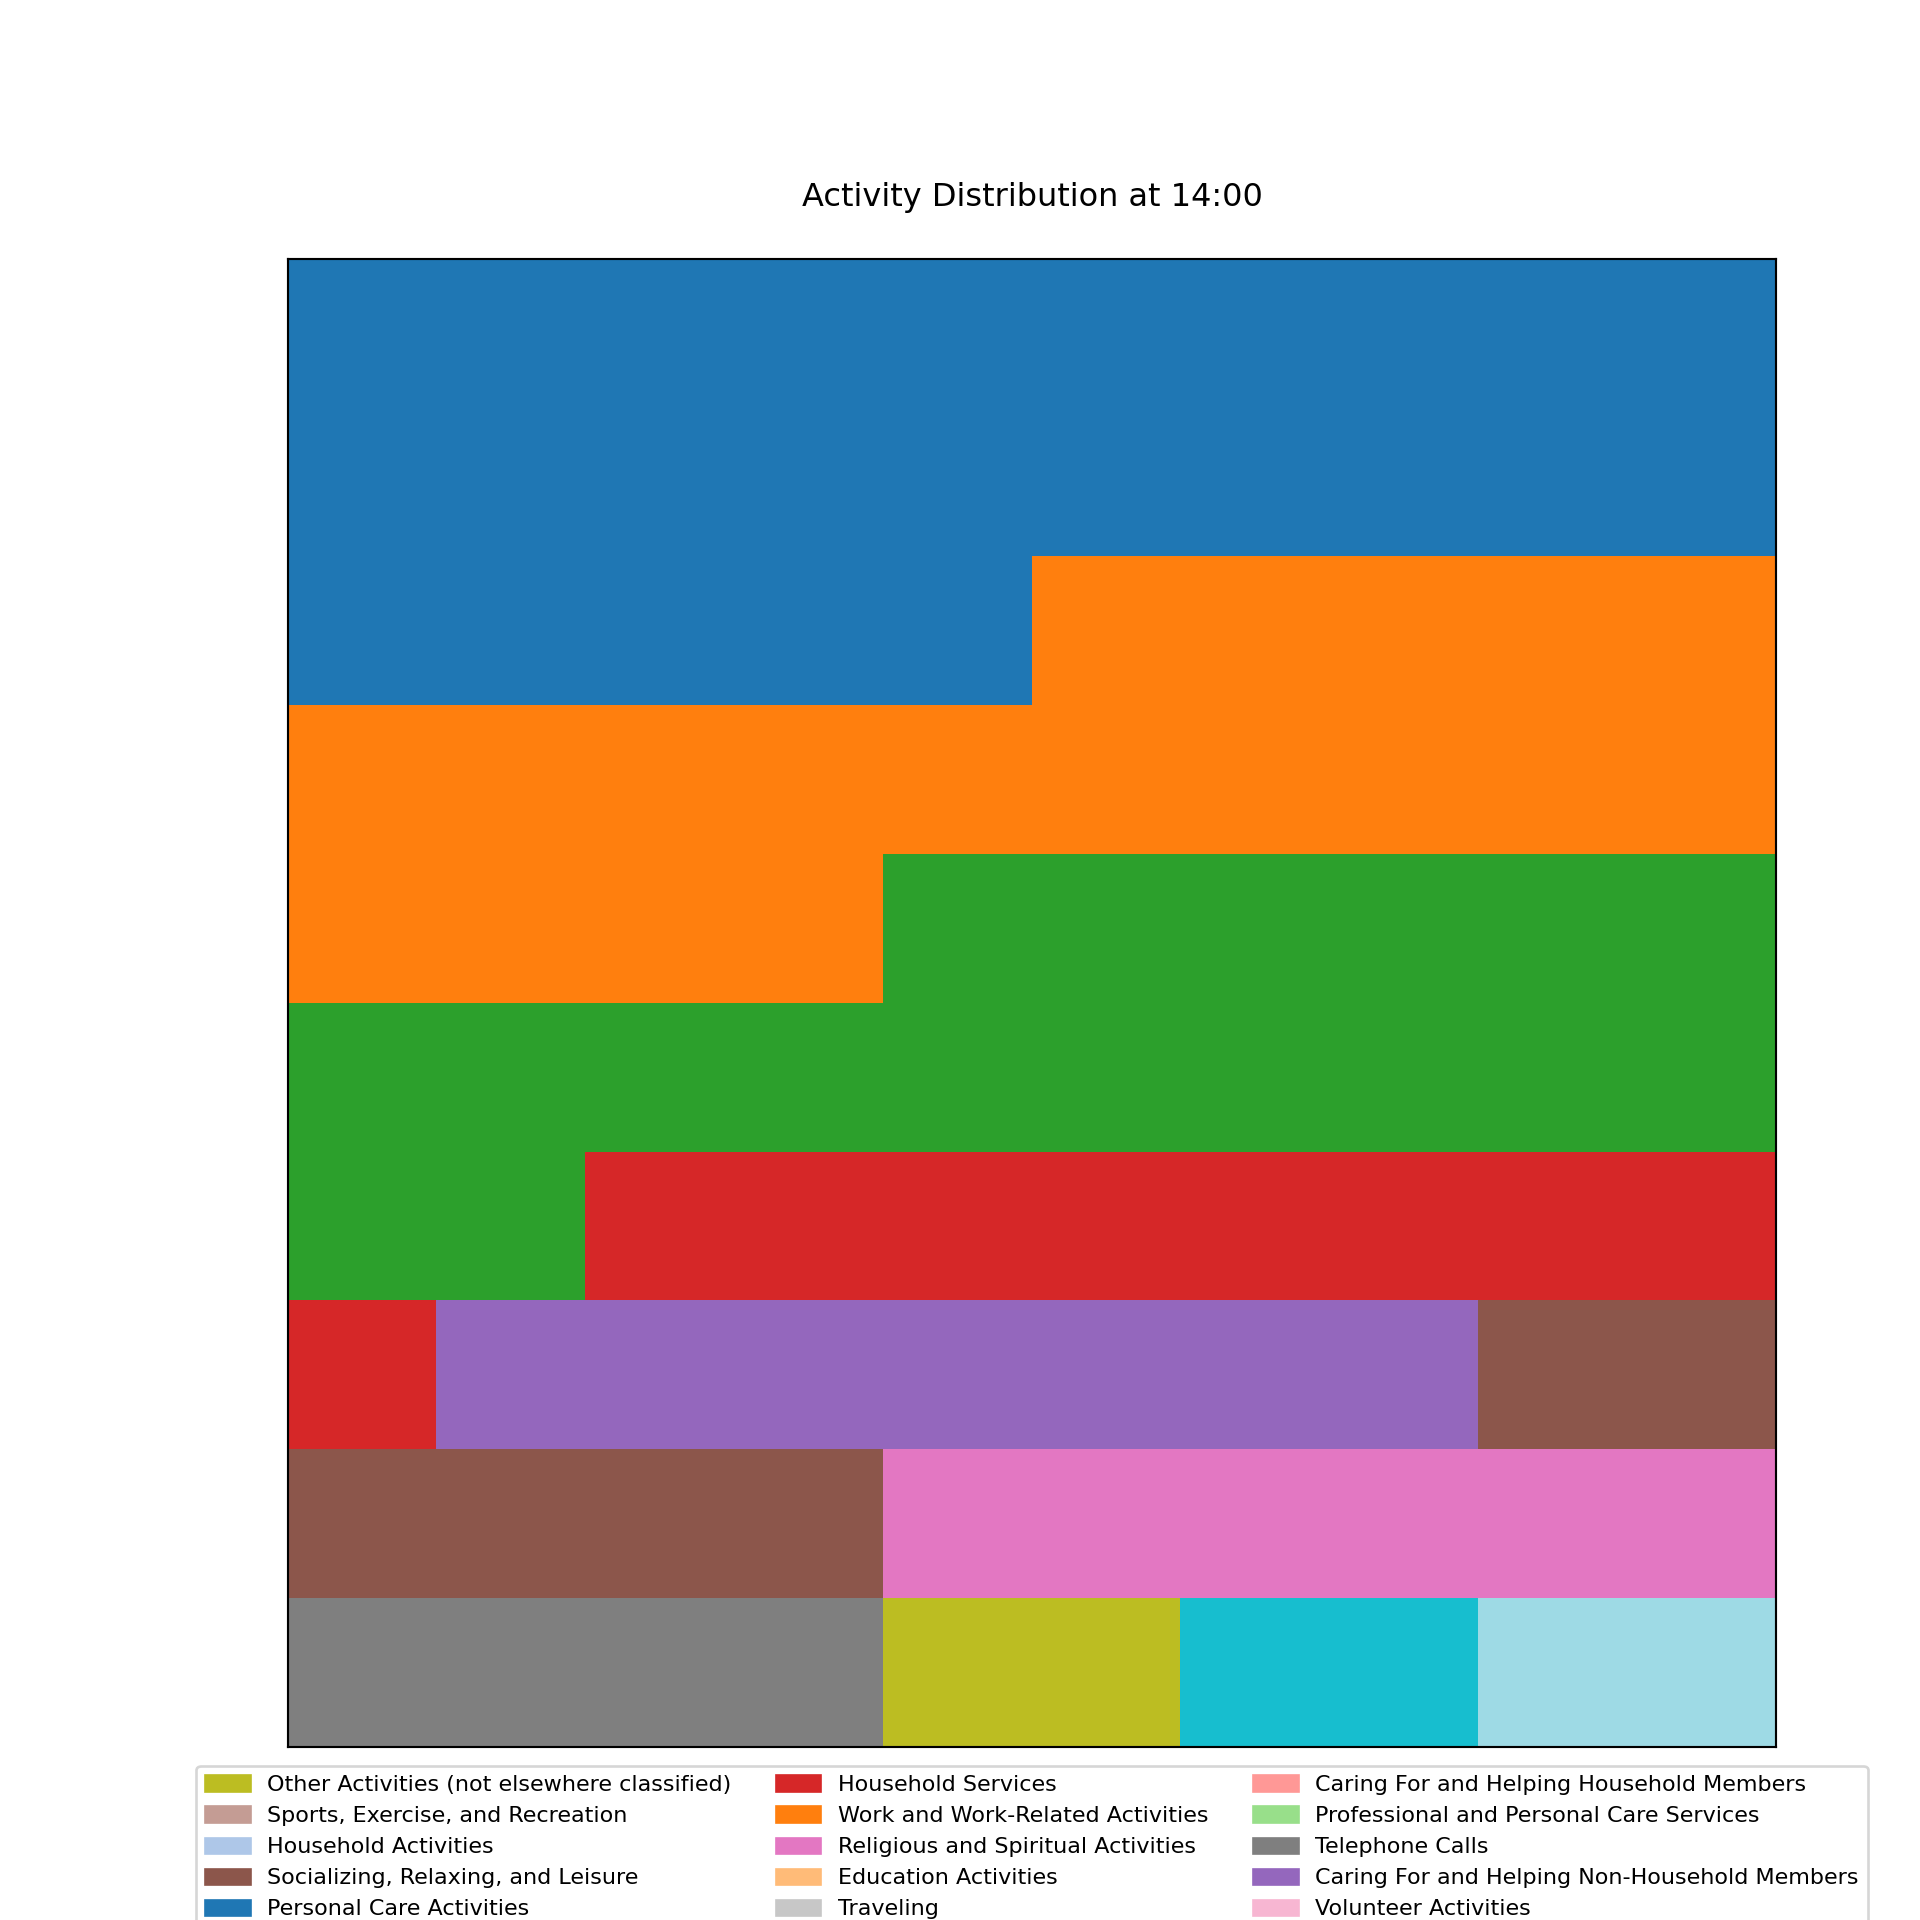 Activity Distribution at 14:00
Other Activities (not elsewhere classified)
Sports, Exercise, and Recreation
Household Activities
Socializing, Relaxing, and Leisure
Personal Care Activities
Household Services
Work and Work-Related Activities
Religious and Spiritual Activities
Education Activities
Traveling
Caring For and Helping Household Members
Professional and Personal Care Services
Telephone Calls
Caring For and Helping Non-Household Members
Volunteer Activities